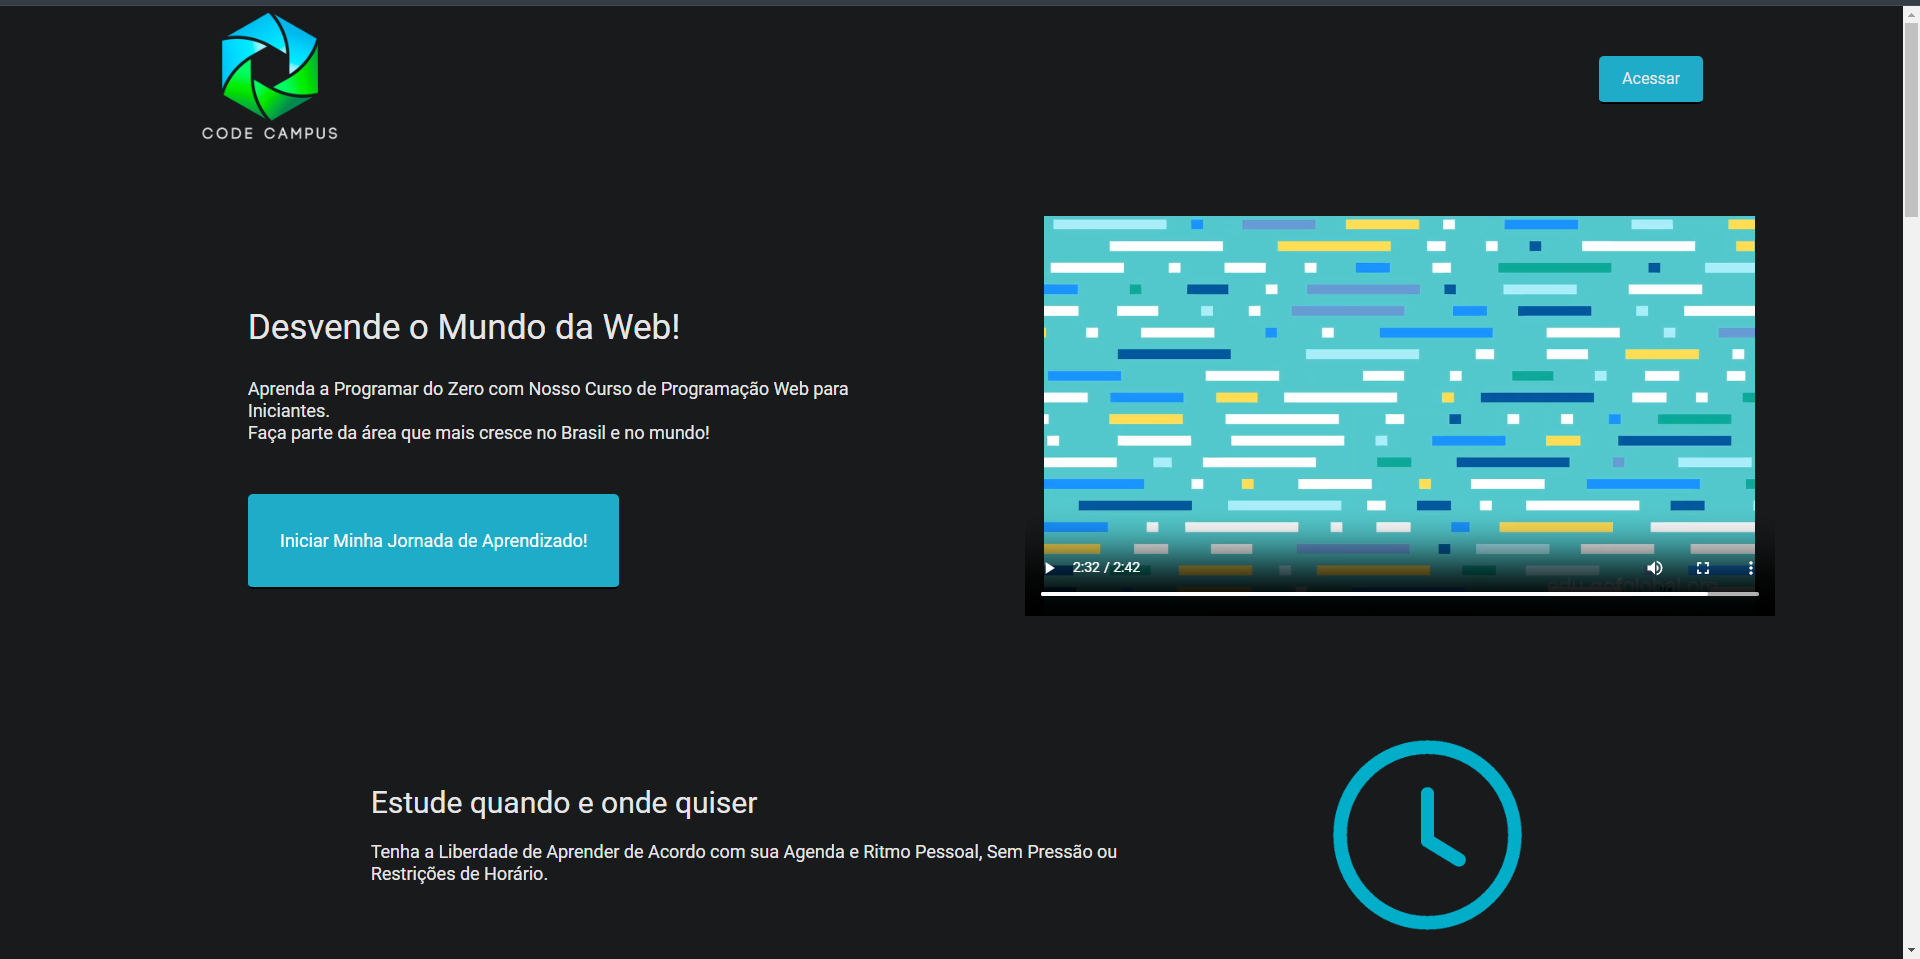 CODE CAMPUS
Acessar
Desvende o Mundo da Web!
Aprenda a Programar do Zero com Nosso Curso de Programação Web para
Iniciantes.
Faça parte da área que mais cresce no Brasil e no mundo!
Iniciar Minha Jornada de Aprendizado!
2:32 / 2:42
edu.gcfglobal.org
Estude quando e onde quiser
Tenha a Liberdade de Aprender de Acordo com sua Agenda e Ritmo Pessoal, Sem Pressão ou
Restrições de Horário.